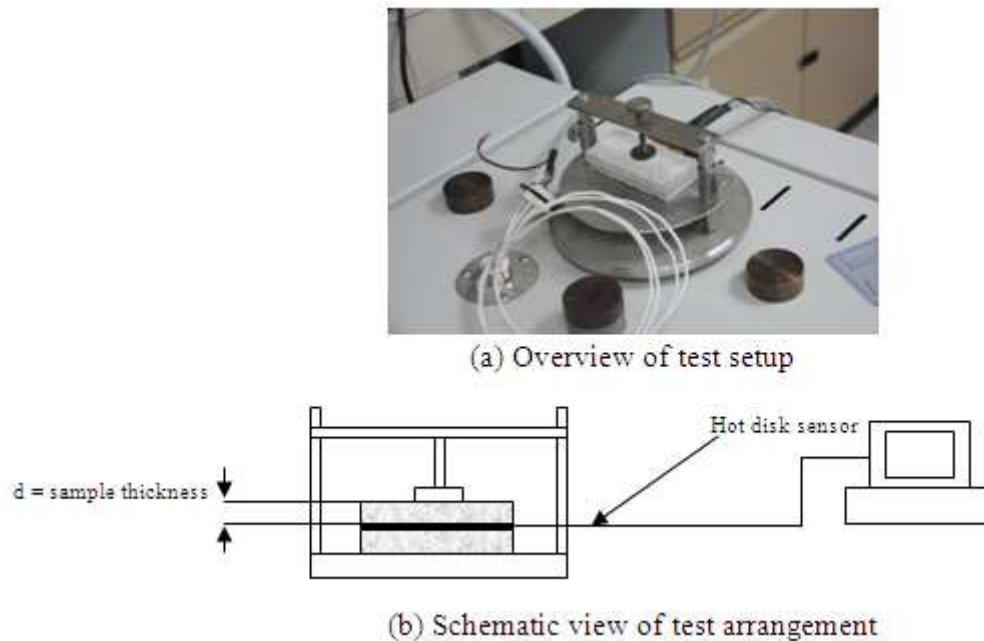 (a) Overview of test setup
Hot disk sensor
d = sample thickness
(b) Schematic view of test arrangement